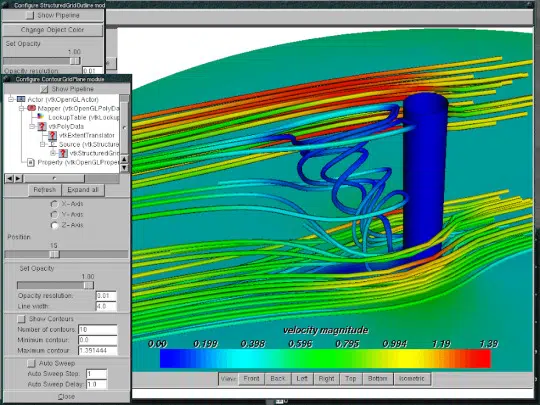 Configure StructuredGridOutline mod
Show Pipeline
Change Object Color
Set Opacity
1.00
Opacity resolution: 0.01
Configure ContourGridPlane module
Show Pipeline
Actor (vtkOpenGLActor)
Mapper (vtkOpenGLPolyDa
LookupTable (vtkLookup
vtkPolyData
vtkExtentTranslator
Source (vtkStructure
vtkStructuredGri
Property (vtkOpenGLProper
Refresh Expand all
X- Axis
Y- Axis
Z- Axis
Position
15
Set Opacity
1.00
Opacity resolution: 0.01
Line width: 4.0
Show Contours
Number of contours: 10
Minimum contour: 0.0
Maximum contour: 1.391444
Auto Sweep
Auto Sweep Step: 1
Auto Sweep Delay: 1.0
Close
velocity magnitude
0.00 0.199 0.398 0.596 0.795 0.994 1.19 1.39
View: Front Back Left Right Top Bottom Isometric